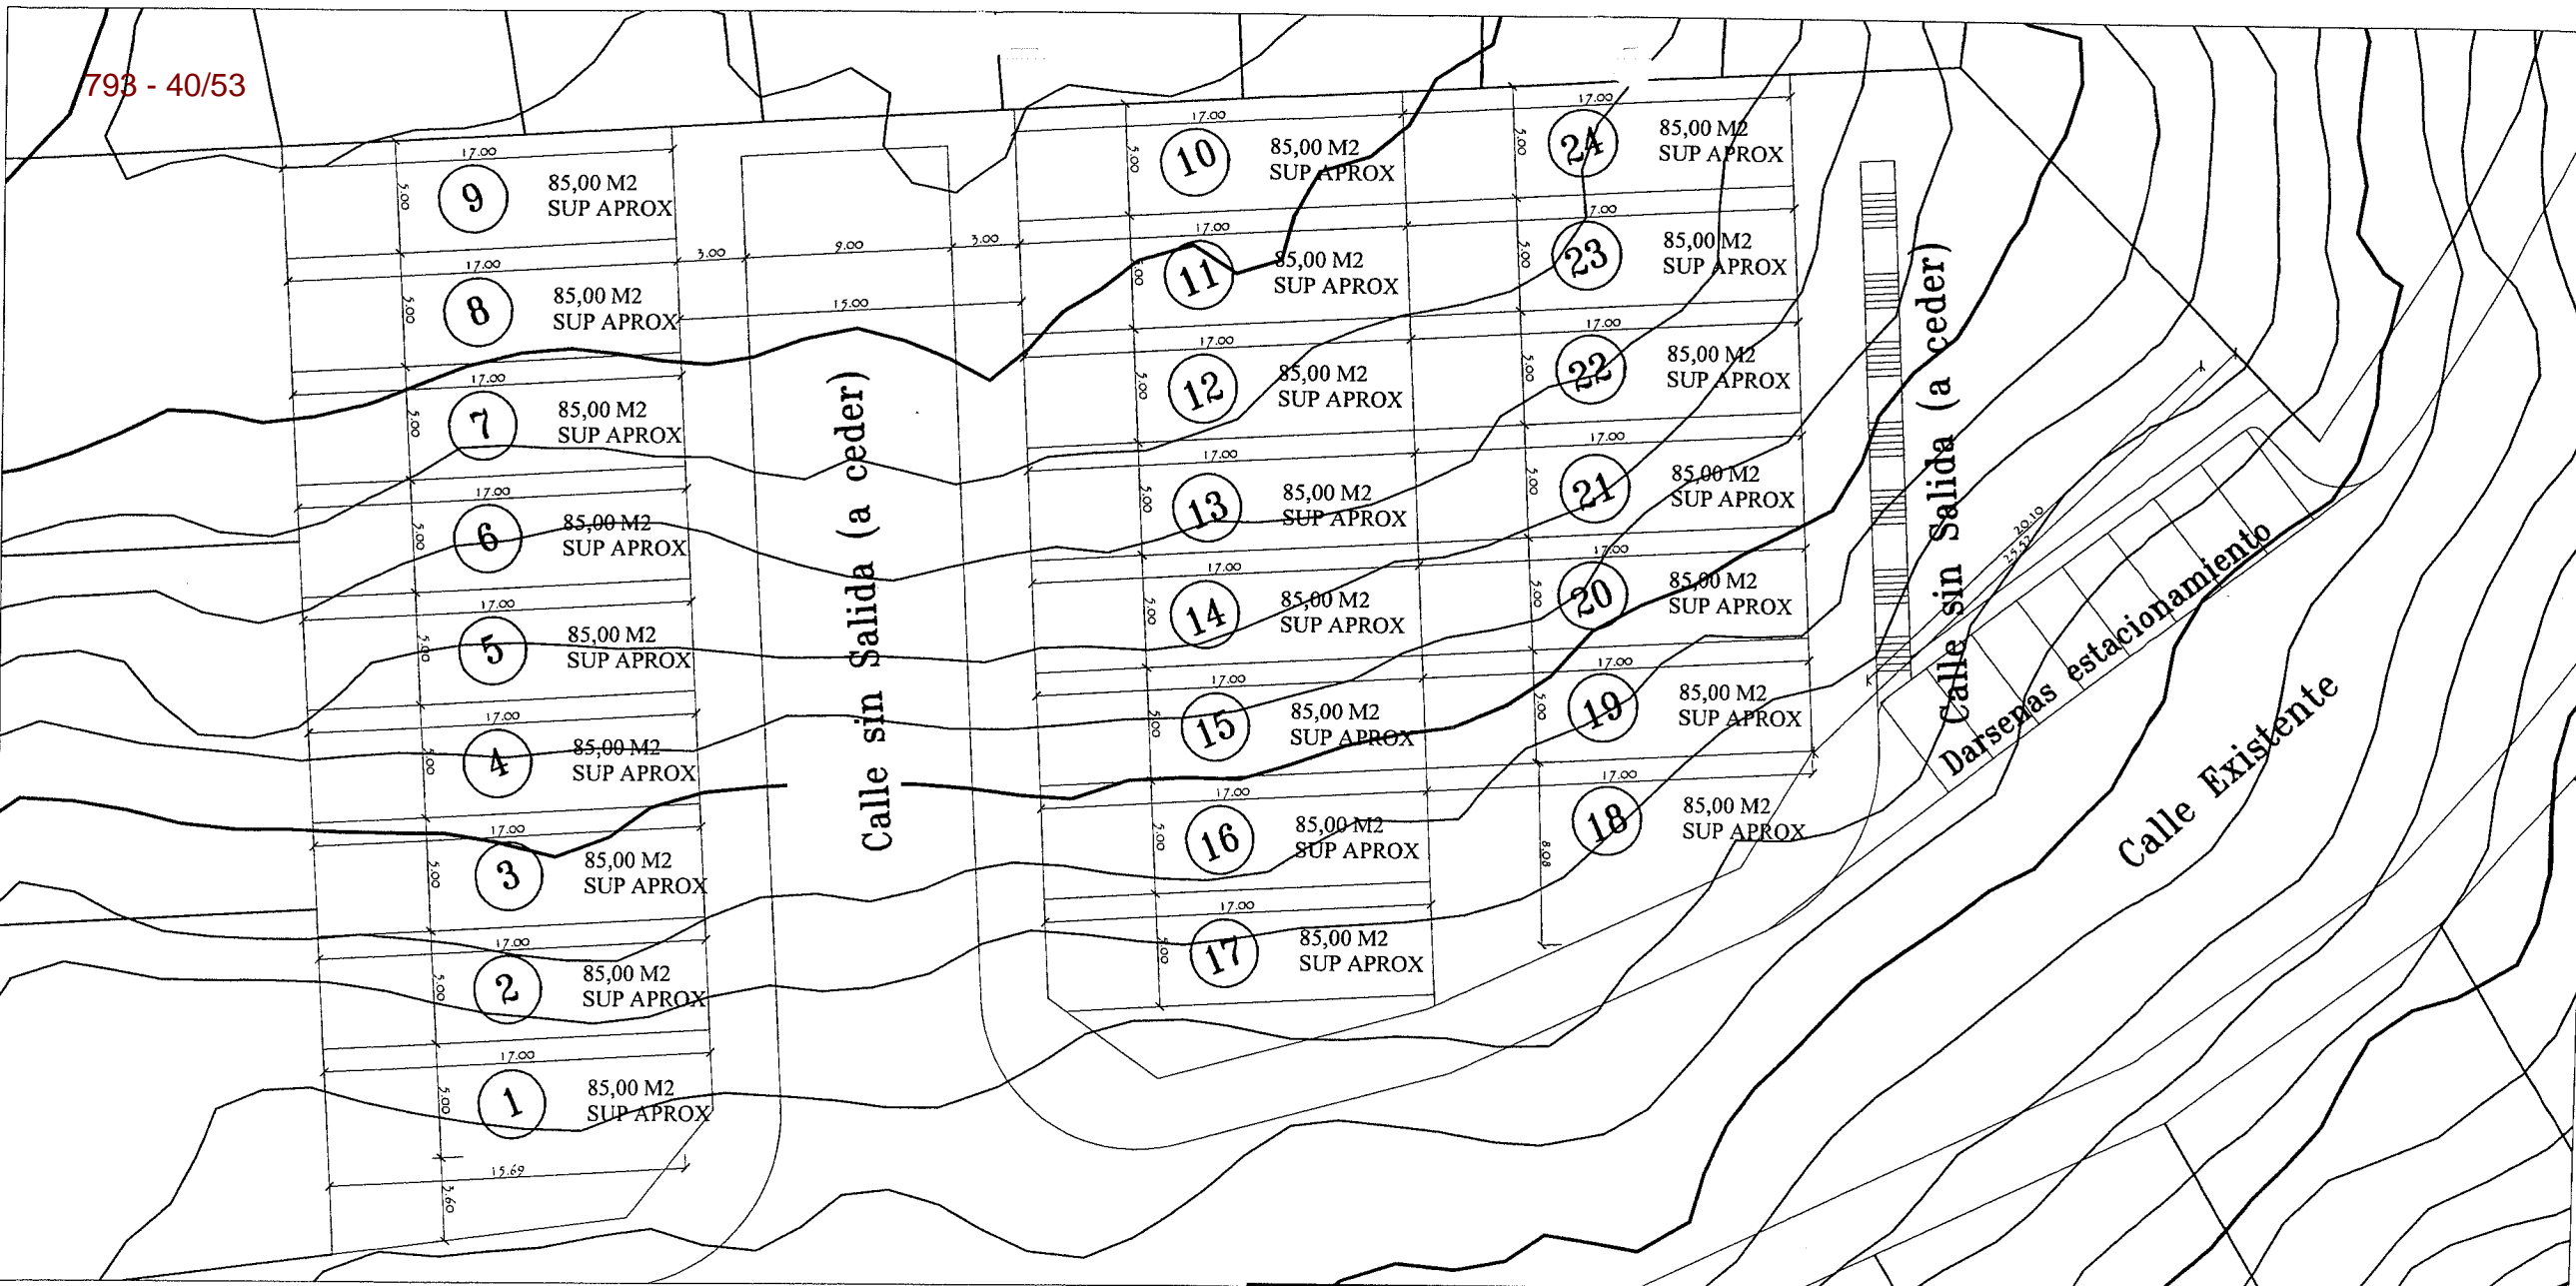 793 - 40/53
17.00
5.00
9
85,00 M2
SUP APROX
17.00
5.00
8
85,00 M2
SUP APROX
17.00
5.00
7
85,00 M2
SUP APROX
17.00
5.00
6
85,00 M2
SUP APROX
17.00
5.00
5
85,00 M2
SUP APROX
17.00
5.00
4
85,00 M2
SUP APROX
17.00
5.00
3
85,00 M2
SUP APROX
17.00
5.00
2
85,00 M2
SUP APROX
17.00
5.00
1
85,00 M2
SUP APROX
15.69
3.60
3.00
9.00
3.00
15.00
Calle sin Salida (a ceder)
17.00
5.00
10
85,00 M2
SUP APROX
17.00
5.00
11
85,00 M2
SUP APROX
17.00
5.00
12
85,00 M2
SUP APROX
17.00
5.00
13
85,00 M2
SUP APROX
17.00
5.00
14
85,00 M2
SUP APROX
17.00
5.00
15
85,00 M2
SUP APROX
17.00
5.00
16
85,00 M2
SUP APROX
17.00
5.00
17
85,00 M2
SUP APROX
17.00
5.00
24
85,00 M2
SUP APROX
17.00
5.00
23
85,00 M2
SUP APROX
17.00
5.00
22
85,00 M2
SUP APROX
17.00
5.00
21
85,00 M2
SUP APROX
17.00
5.00
20
85,00 M2
SUP APROX
17.00
5.00
19
85,00 M2
SUP APROX
17.00
8.08
18
85,00 M2
SUP APROX
Calle sin Salida (a ceder)
20.10
Darsenas estacionamiento
Calle Existente